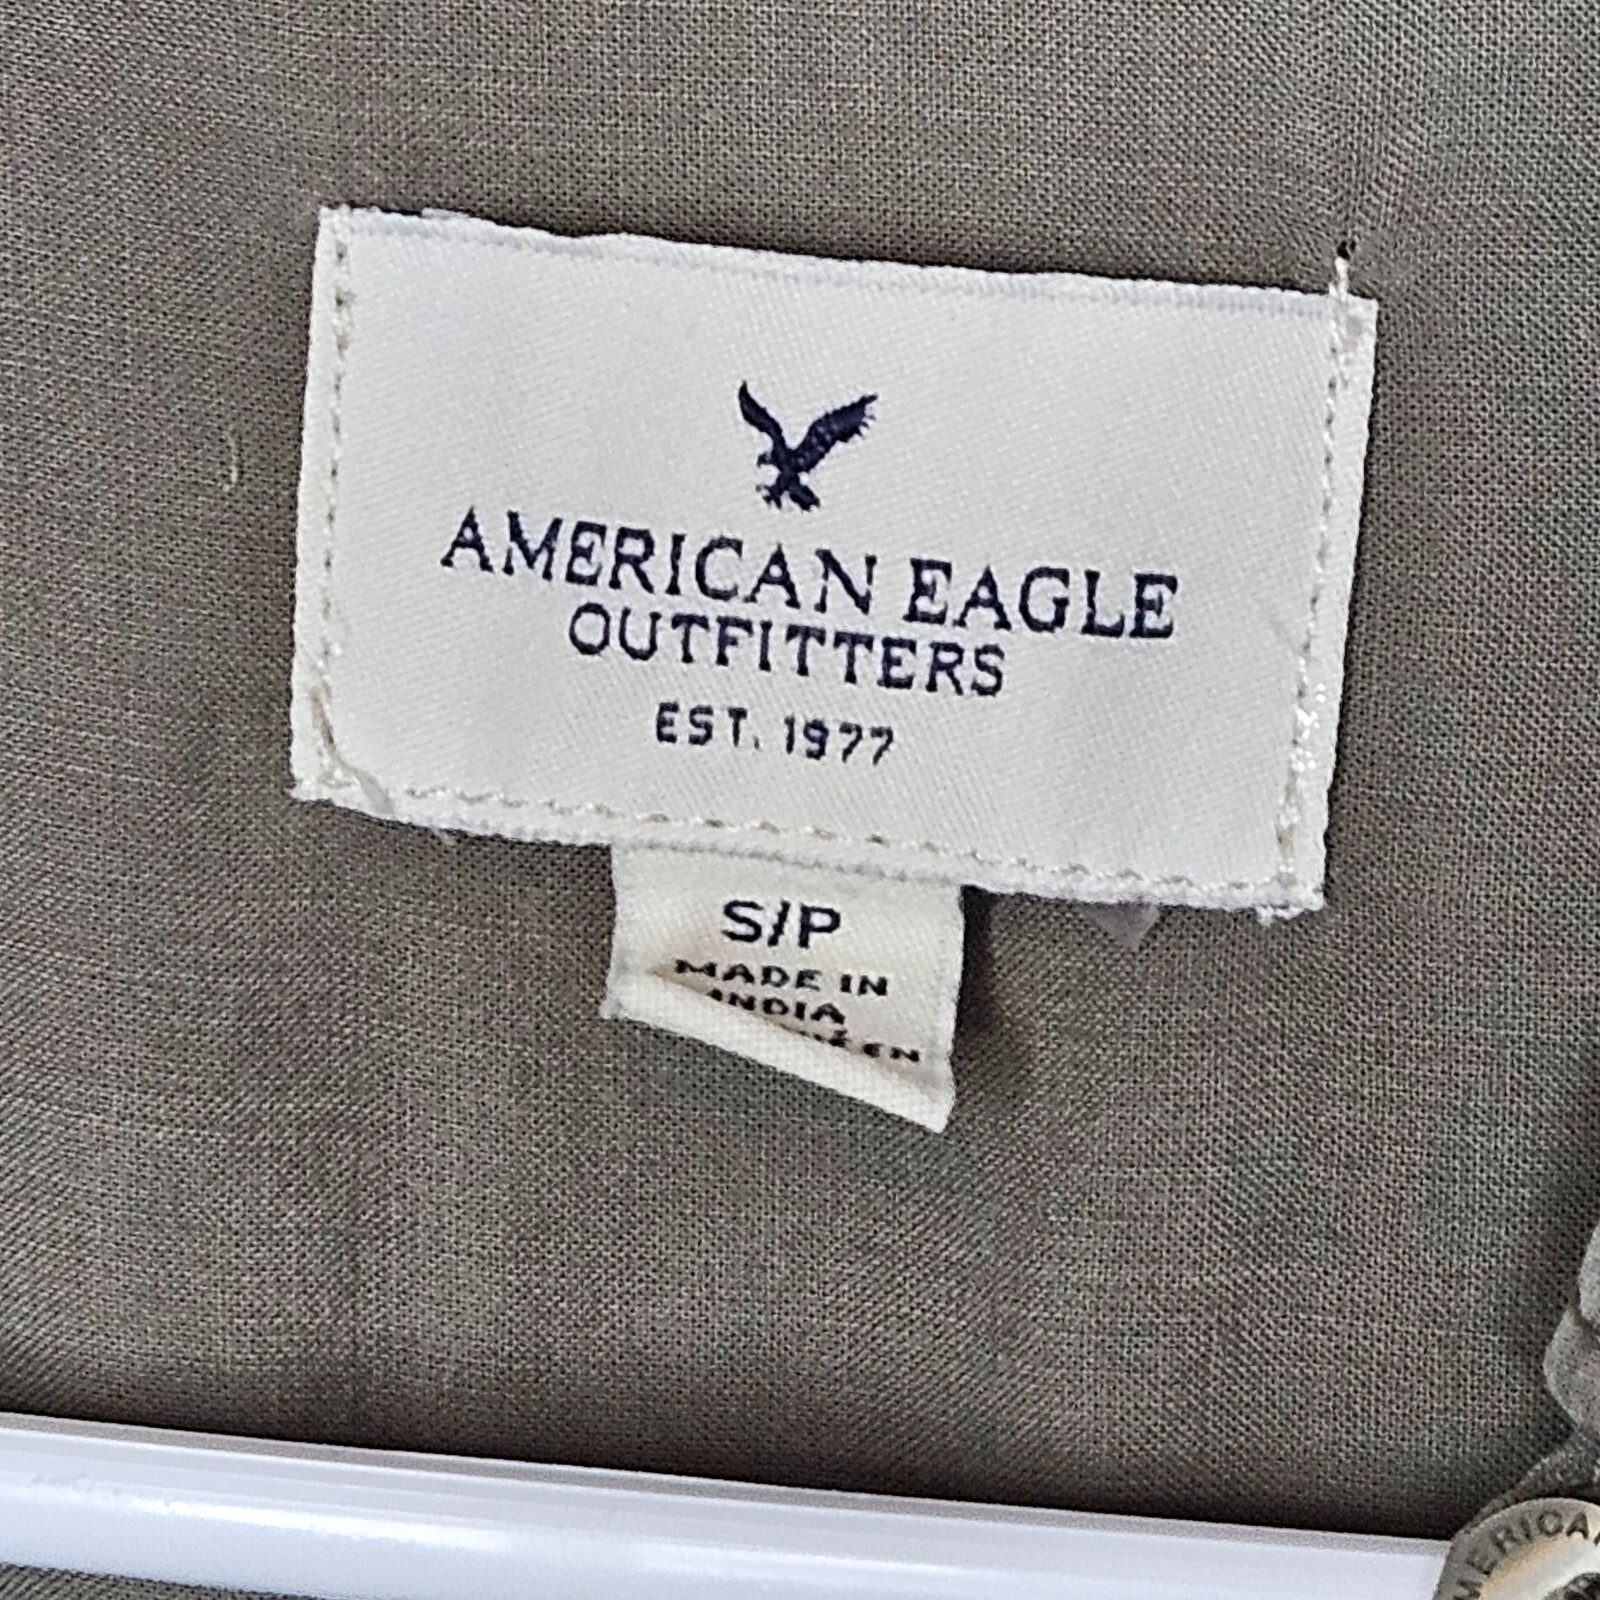 AMERICAN EAGLE
OUTFITTERS
EST. 1977
S/P
MADE IN
INDIA